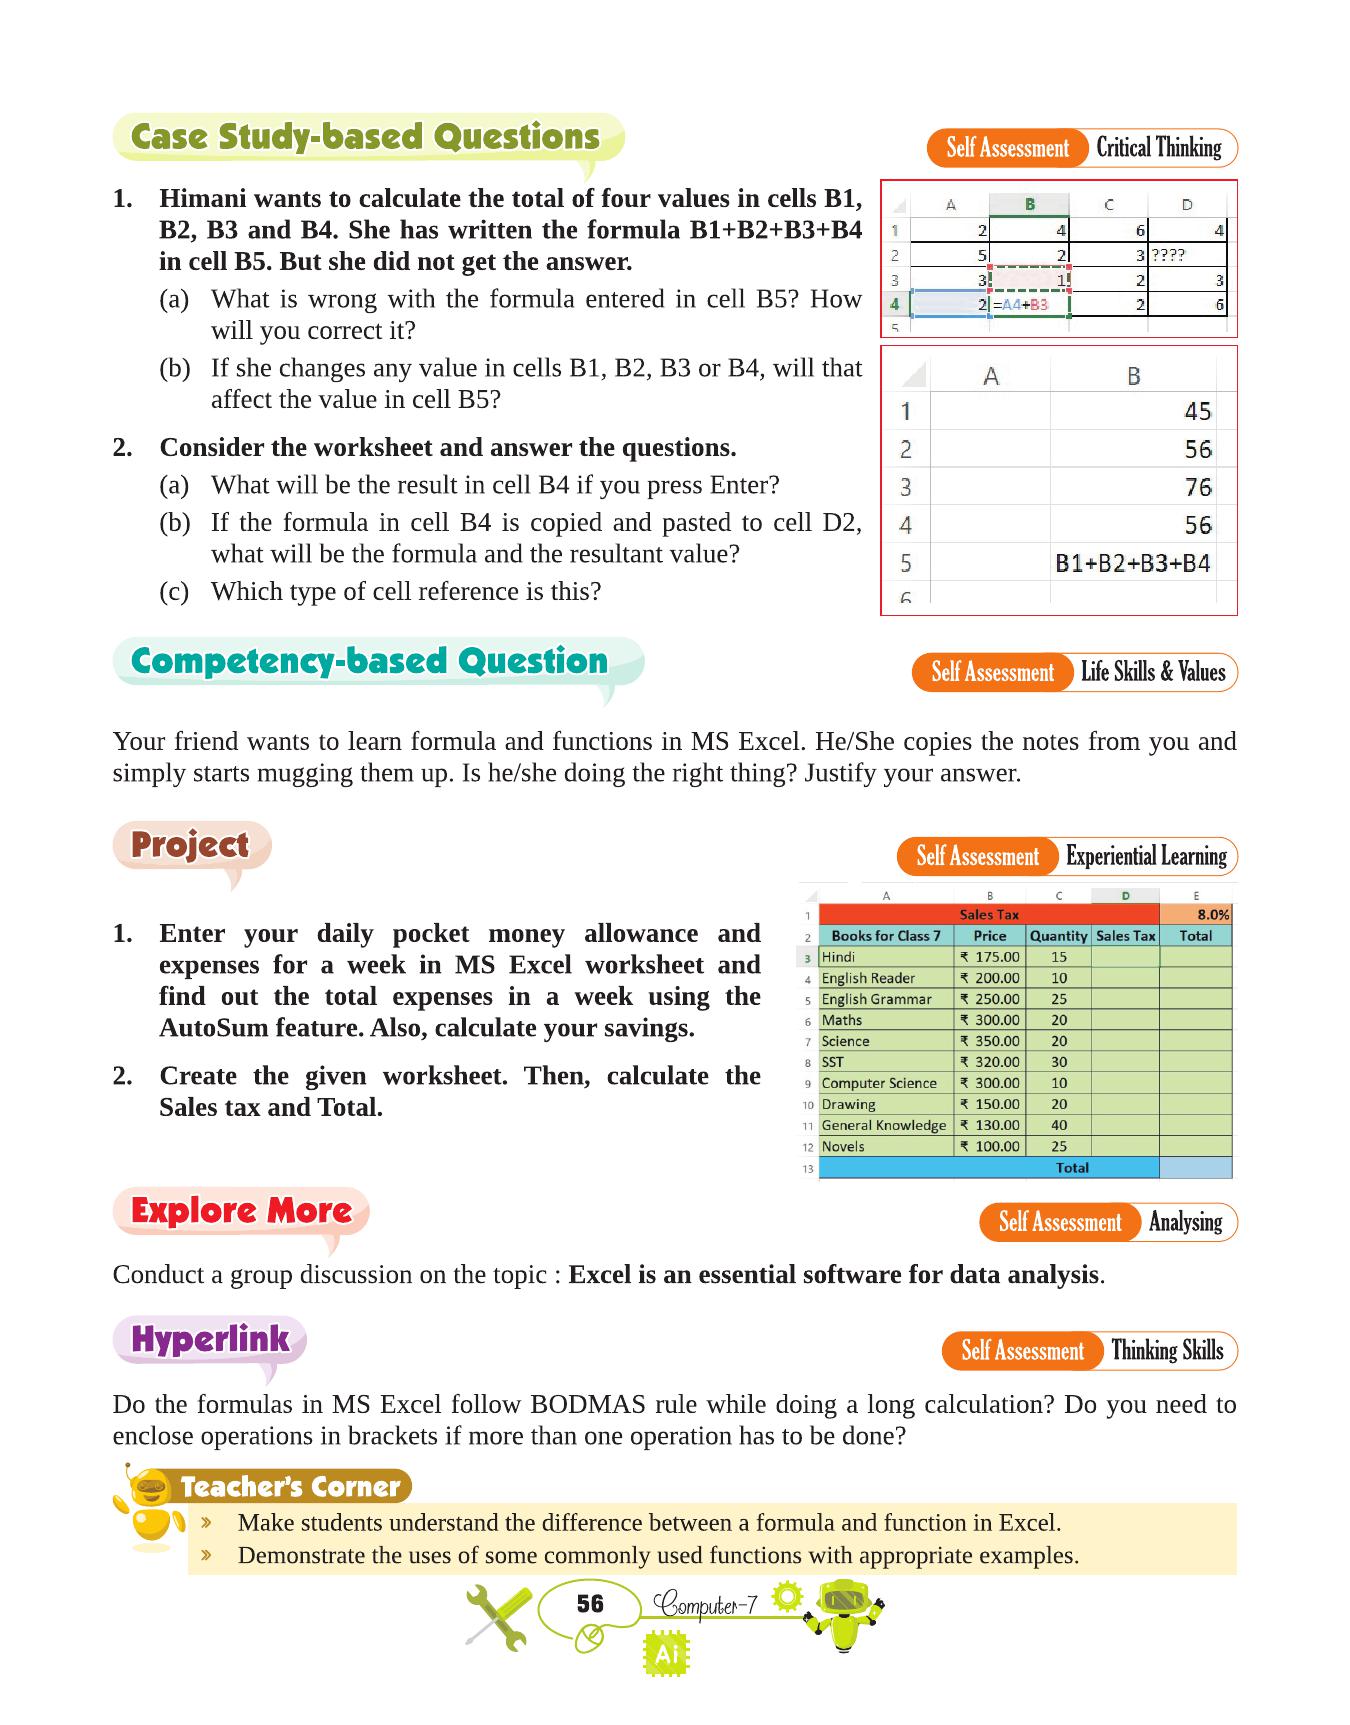 Case Study-based Questions
Self Assessment Critical Thinking
1. Himani wants to calculate the total of four values in cells B1,
B2, B3 and B4. She has written the formula B1+B2+B3+B4
in cell B5. But she did not get the answer.
(a) What is wrong with the formula entered in cell B5? How
will you correct it?
(b) If she changes any value in cells B1, B2, B3 or B4, will that
affect the value in cell B5?
2. Consider the worksheet and answer the questions.
(a) What will be the result in cell B4 if you press Enter?
(b) If the formula in cell B4 is copied and pasted to cell D2,
what will be the formula and the resultant value?
(c) Which type of cell reference is this?
A B C D
1 2 4 6 4
2 5 2 3 ????
3 3 1 2 3
4 2 =A4+B3 2 6
5
A B
1 45
2 56
3 76
4 56
5 B1+B2+B3+B4
6
Competency-based Question
Self Assessment Life Skills & Values
Your friend wants to learn formula and functions in MS Excel. He/She copies the notes from you and
simply starts mugging them up. Is he/she doing the right thing? Justify your answer.
Project
Self Assessment Experiential Learning
1. Enter your daily pocket money allowance and
expenses for a week in MS Excel worksheet and
find out the total expenses in a week using the
AutoSum feature. Also, calculate your savings.
2. Create the given worksheet. Then, calculate the
Sales tax and Total.
A B C D E
1 Sales Tax 8.0%
2 Books for Class 7 Price Quantity Sales Tax Total
3 Hindi ₹ 175.00 15
4 English Reader ₹ 200.00 10
5 English Grammar ₹ 250.00 25
6 Maths ₹ 300.00 20
7 Science ₹ 350.00 20
8 SST ₹ 320.00 30
9 Computer Science ₹ 300.00 10
10 Drawing ₹ 150.00 20
11 General Knowledge ₹ 130.00 40
12 Novels ₹ 100.00 25
13 Total
Explore More
Self Assessment Analysing
Conduct a group discussion on the topic : Excel is an essential software for data analysis.
Hyperlink
Self Assessment Thinking Skills
Do the formulas in MS Excel follow BODMAS rule while doing a long calculation? Do you need to
enclose operations in brackets if more than one operation has to be done?
Teacher's Corner
» Make students understand the difference between a formula and function in Excel.
» Demonstrate the uses of some commonly used functions with appropriate examples.
56 Computer-7
Ai